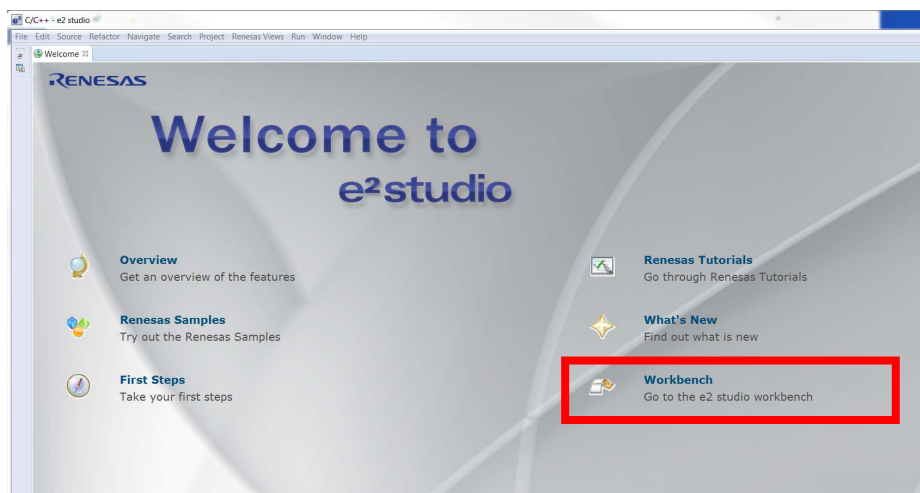 C/C++ - e2 studio
File Edit Source Refactor Navigate Search Project Renesas Views Run Window Help
Welcome
RENESAS
Welcome to
e² studio
Overview
Get an overview of the features
Renesas Samples
Try out the Renesas Samples
First Steps
Take your first steps
Renesas Tutorials
Go through Renesas Tutorials
What's New
Find out what is new
Workbench
Go to the e2 studio workbench